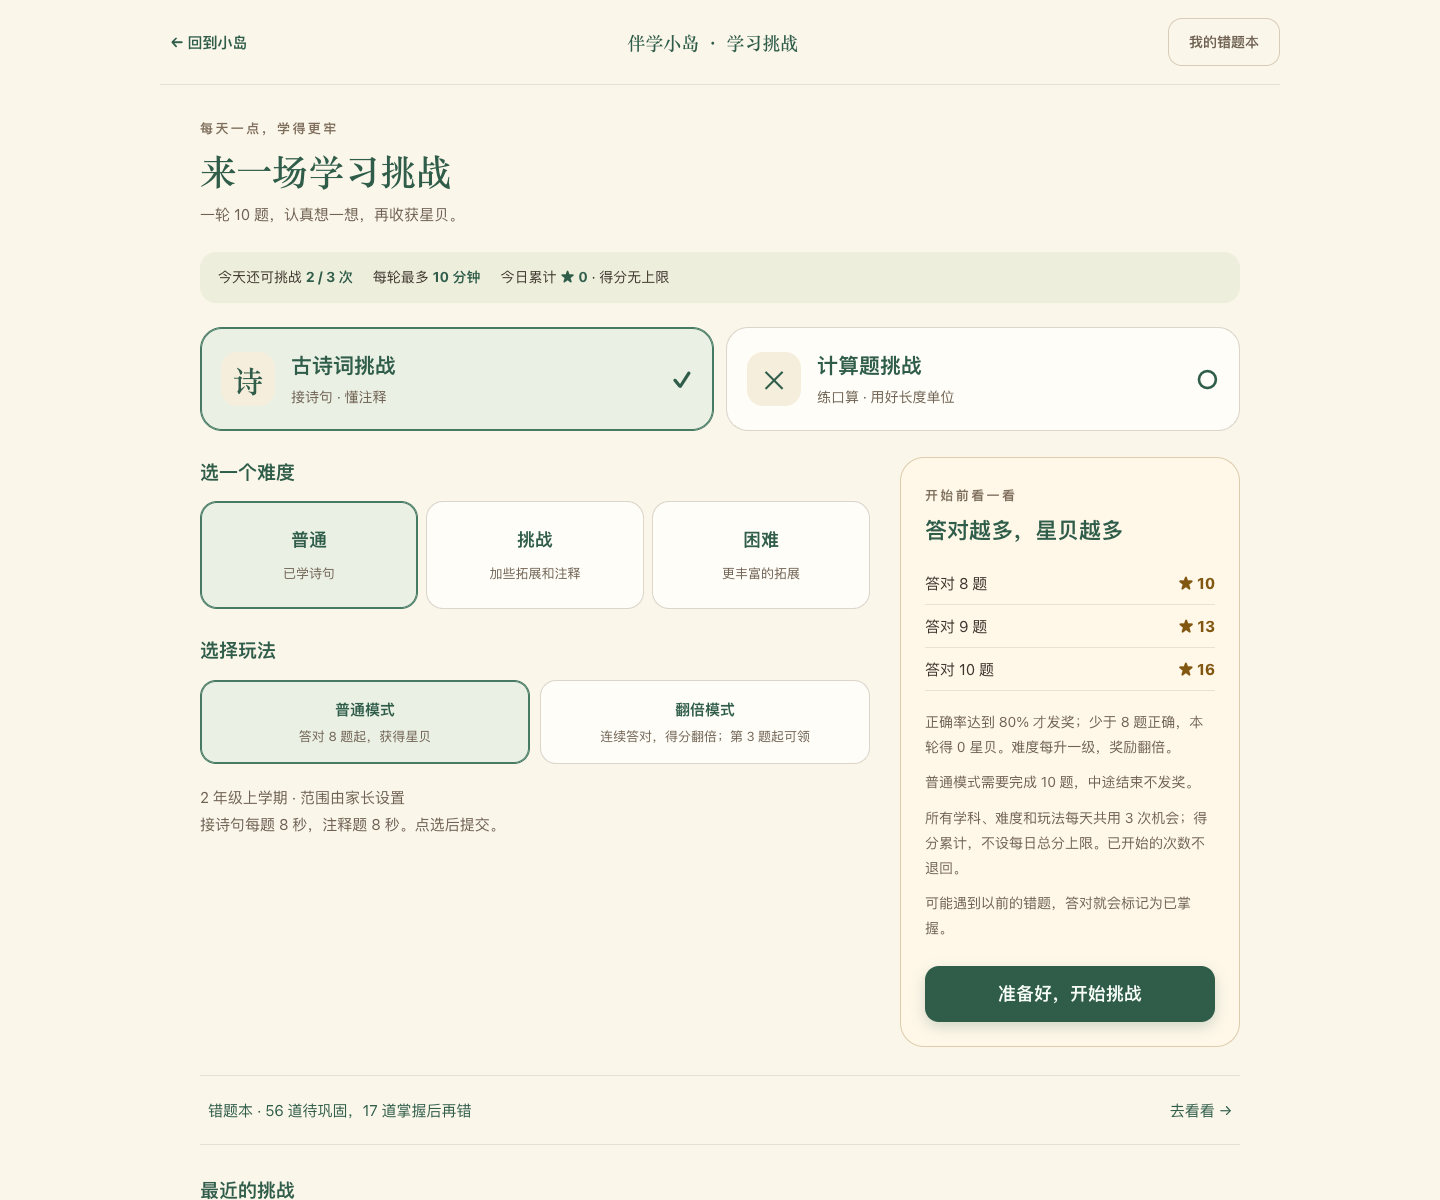 ← 回到小岛
伴学小岛 · 学习挑战
我的错题本
每天一点，学得更牢
来一场学习挑战
一轮 10 题，认真想一想，再收获星贝。
今天还可挑战 2 / 3 次 每轮最多 10 分钟 今日累计 ★ 0 · 得分无上限
诗
古诗词挑战
接诗句 · 懂注释
计算题挑战
练口算 · 用好长度单位
选一个难度
普通
已学诗句
挑战
加些拓展和注释
困难
更丰富的拓展
选择玩法
普通模式
答对 8 题起，获得星贝
翻倍模式
连续答对，得分翻倍；第 3 题起可领
2 年级上学期 · 范围由家长设置
接诗句每题 8 秒，注释题 8 秒。点选后提交。
开始前看一看
答对越多，星贝越多
答对 8 题 ★ 10
答对 9 题 ★ 13
答对 10 题 ★ 16
正确率达到 80% 才发奖；少于 8 题正确，本
轮得 0 星贝。难度每升一级，奖励翻倍。
普通模式需要完成 10 题，中途结束不发奖。
所有学科、难度和玩法每天共用 3 次机会；得
分累计，不设每日总分上限。已开始的次数不
退回。
可能遇到以前的错题，答对就会标记为已掌
握。
准备好，开始挑战
错题本 · 56 道待巩固，17 道掌握后再错
去看看 →
最近的挑战